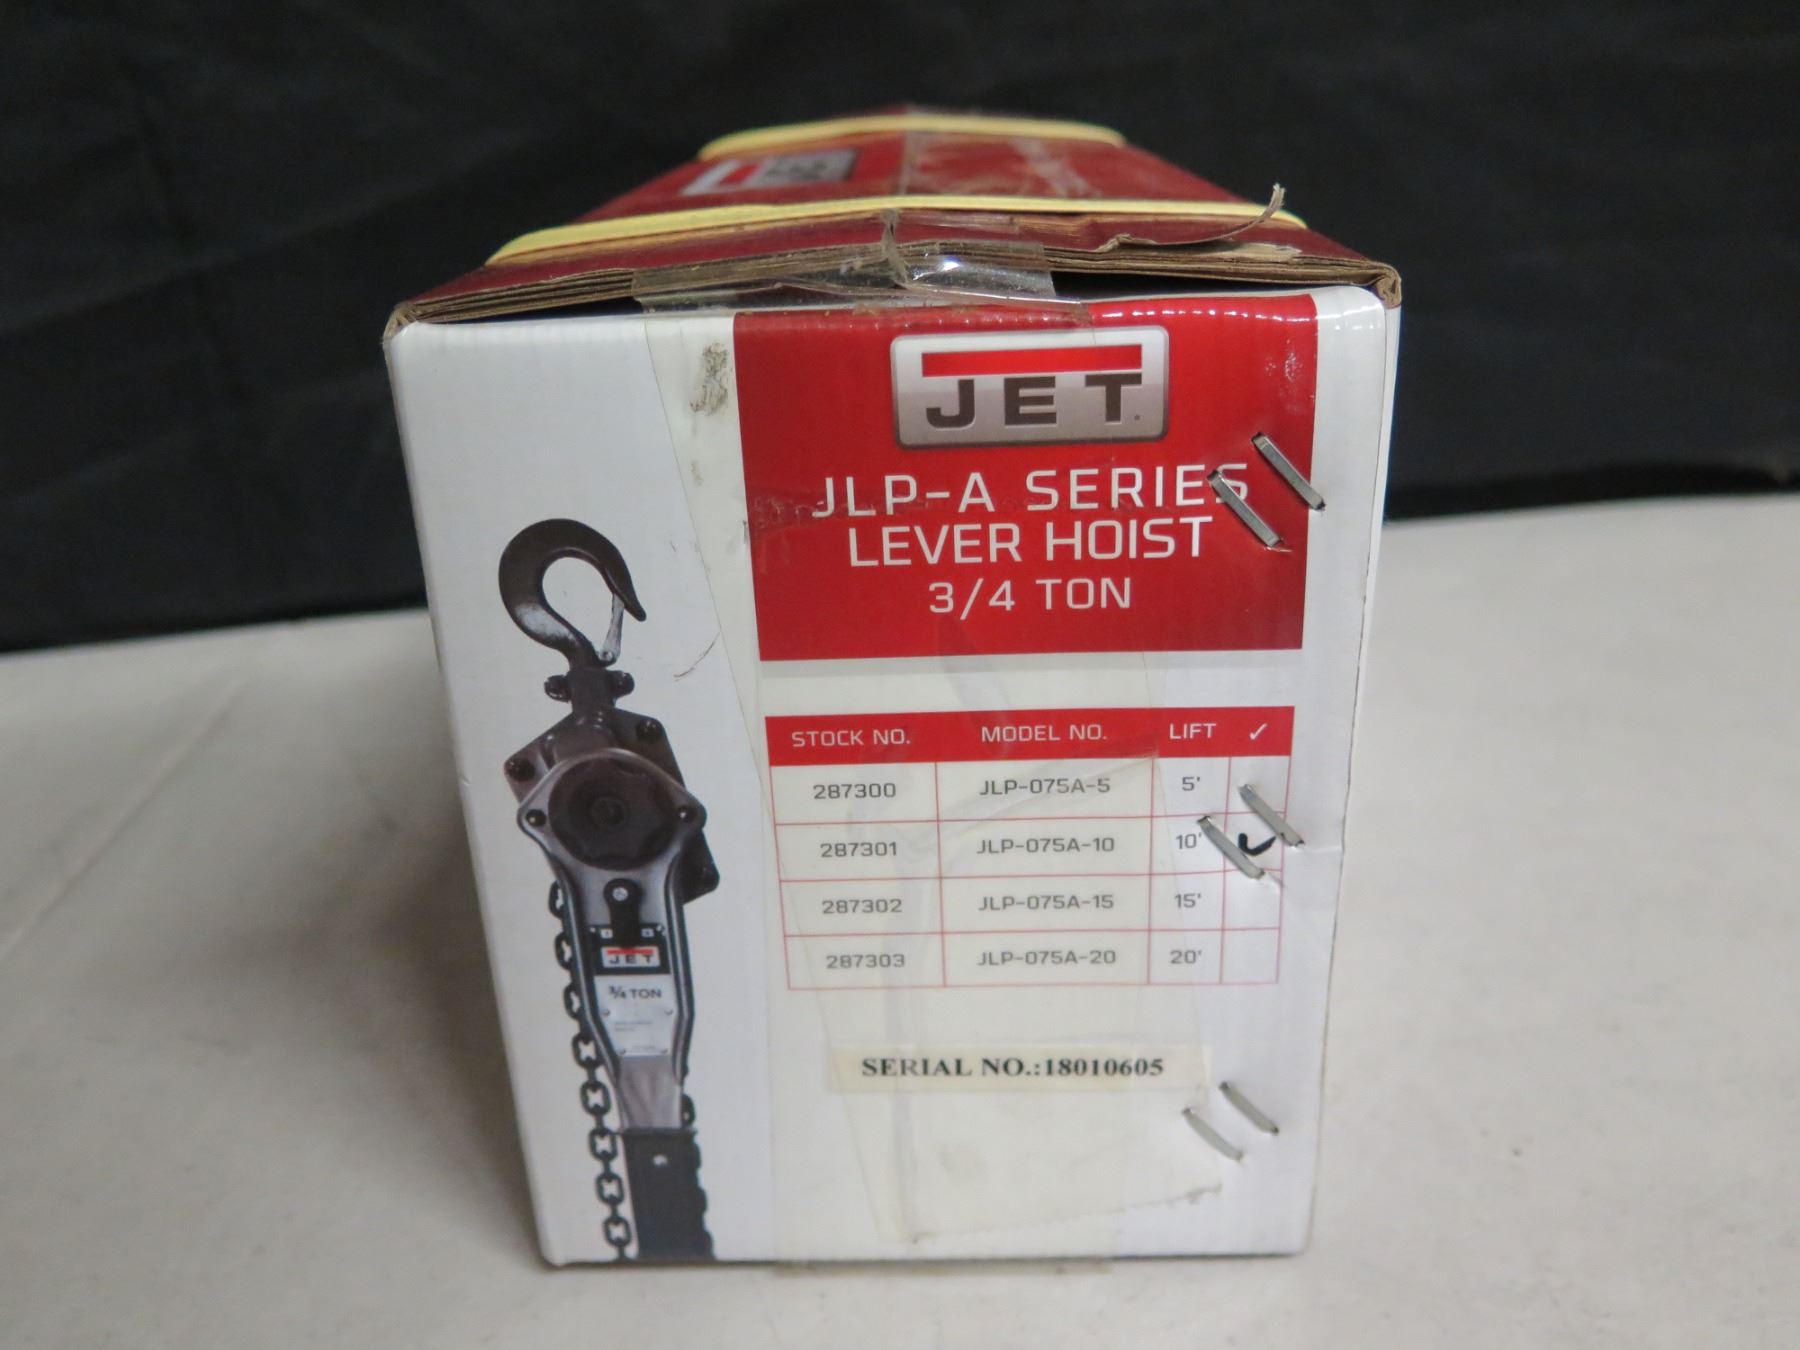 JET
JLP-A SERIES
LEVER HOIST
3/4 TON
STOCK NO. MODEL NO. LIFT ✓
287300 JLP-075A-5 5'
287301 JLP-075A-10 10' ✓
287302 JLP-075A-15 15'
287303 JLP-075A-20 20'
SERIAL NO.:18010605
JET
¾ TON